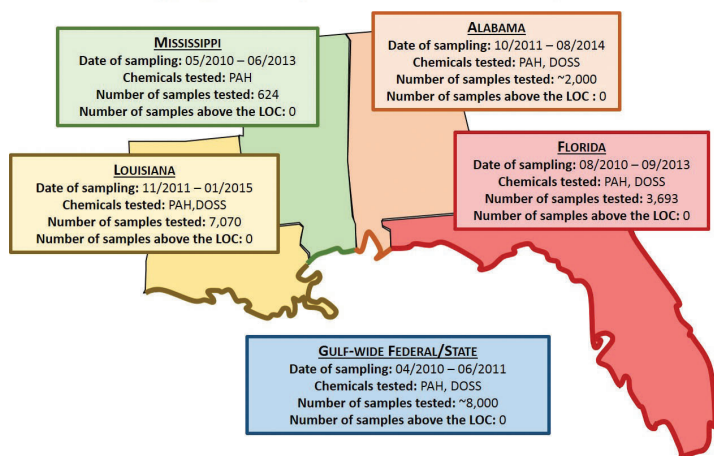 MISSISSIPPI
Date of sampling: 05/2010 – 06/2013
Chemicals tested: PAH
Number of samples tested: 624
Number of samples above the LOC: 0
ALABAMA
Date of sampling: 10/2011 – 08/2014
Chemicals tested: PAH, DOSS
Number of samples tested: ~2,000
Number of samples above the LOC : 0
LOUISIANA
Date of sampling: 11/2011 – 01/2015
Chemicals tested: PAH,DOSS
Number of samples tested: 7,070
Number of samples above the LOC: 0
FLORIDA
Date of sampling: 08/2010 – 09/2013
Chemicals tested: PAH, DOSS
Number of samples tested: 3,693
Number of samples above the LOC: 0
GULF-WIDE FEDERAL/STATE
Date of sampling: 04/2010 – 06/2011
Chemicals tested: PAH, DOSS
Number of samples tested: ~8,000
Number of samples above the LOC: 0